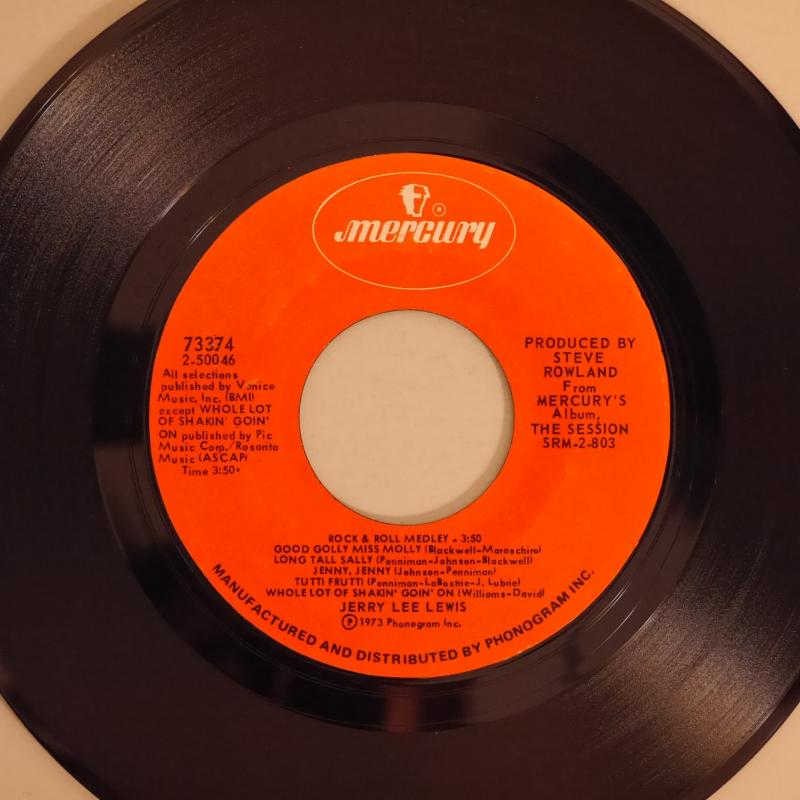 mercury
®
73374
2-50046
All selections
published by Venice
Music, Inc. (BMI)
except WHOLE LOT
OF SHAKIN' GOIN'
ON published by Pic
Music Corp./Rosarita
Music (ASCAP)
Time 3:50
PRODUCED BY
STEVE
ROWLAND
From
MERCURY'S
Album,
THE SESSION
SRM-2-803
ROCK & ROLL MEDLEY - 3:50
GOOD GOLLY MISS MOLLY (Blackwell-Maraschiro)
LONG TALL SALLY (Penniman-Johnson-Blackwell)
JENNY, JENNY (Johnson-Penniman)
TUTTI FRUTTI (Penniman-LaBostrie-J. Lubrie)
WHOLE LOT OF SHAKIN' GOIN' ON (Williams-David)
JERRY LEE LEWIS
Ⓟ 1973 Phonogram Inc.
MANUFACTURED AND DISTRIBUTED BY PHONOGRAM INC.